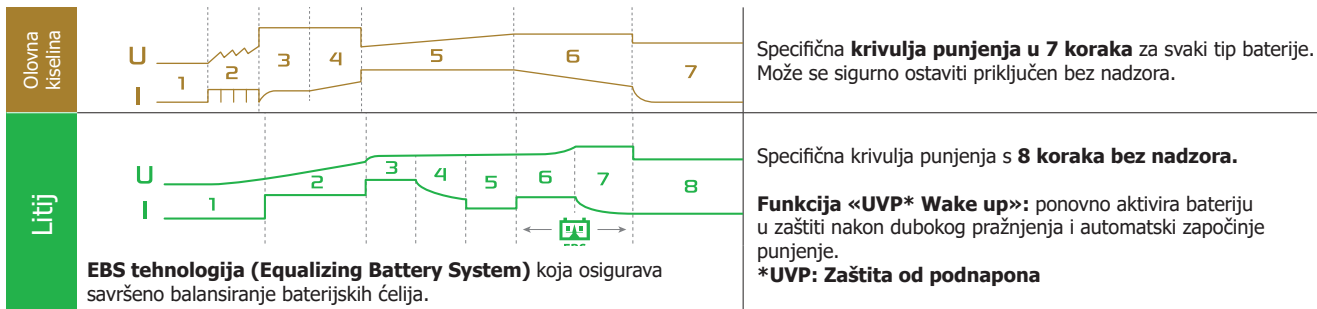 Olovna
kiselina
U
I
1
2
3
4
5
6
7
Specifična krivulja punjenja u 7 koraka za svaki tip baterije.
Može se sigurno ostaviti priključen bez nadzora.
Litij
U
I
1
2
3
4
5
6
7
8
EBS
EBS tehnologija (Equalizing Battery System) koja osigurava
savršeno balansiranje baterijskih ćelija.
Specifična krivulja punjenja s 8 koraka bez nadzora.
Funkcija «UVP* Wake up»: ponovno aktivira bateriju
u zaštiti nakon dubokog pražnjenja i automatski započinje
punjenje.
*UVP: Zaštita od podnapona